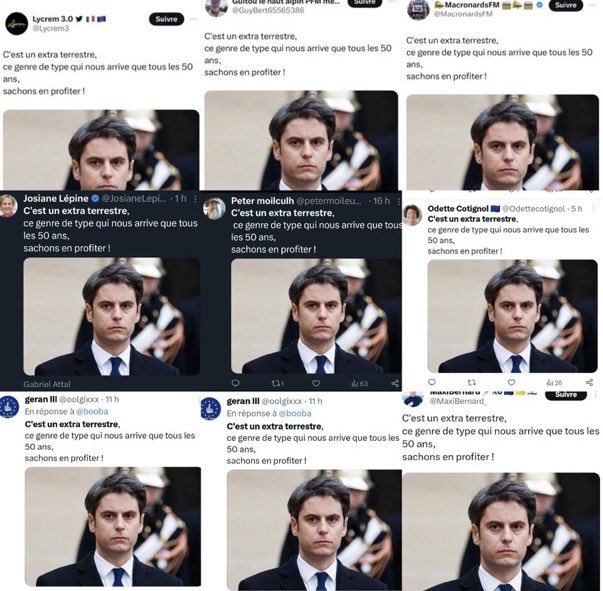 Lycrem 3.0
@Lycrem3
Suivre
C'est un extra terrestre,
ce genre de type qui nous arrive que tous les 50
ans,
sachons en profiter !
Guitou le haut alpin PFM me...
@GuyBert65565386
Suivre
C'est un extra terrestre,
ce genre de type qui nous arrive que tous les 50
ans,
sachons en profiter !
MacronardsFM
@MacronardsFM
Suivre
C'est un extra terrestre,
ce genre de type qui nous arrive que tous les 50
ans,
sachons en profiter !
Josiane Lépine @JosianeLepi... · 1 h
C'est un extra terrestre,
ce genre de type qui nous arrive que tous
les 50 ans,
sachons en profiter !
Gabriel Attal
Peter moilculh @petermoileu... · 16 h
C'est un extra terrestre,
ce genre de type qui nous arrive que tous
les 50 ans,
sachons en profiter !
1
63
Odette Cotignol @Odettecotignol · 5 h
C'est un extra terrestre,
ce genre de type qui nous arrive que tous les
50 ans,
sachons en profiter !
26
geran III @oolgixxx · 11 h
En réponse à @booba
C'est un extra terrestre,
ce genre de type qui nous arrive que tous les
50 ans,
sachons en profiter !
geran III @oolgixxx · 11 h
En réponse à @booba
C'est un extra terrestre,
ce genre de type qui nous arrive que tous les
50 ans,
sachons en profiter !
MaxiBernard
@MaxiBernard_
Suivre
C'est un extra terrestre,
ce genre de type qui nous arrive que tous les
50 ans,
sachons en profiter !